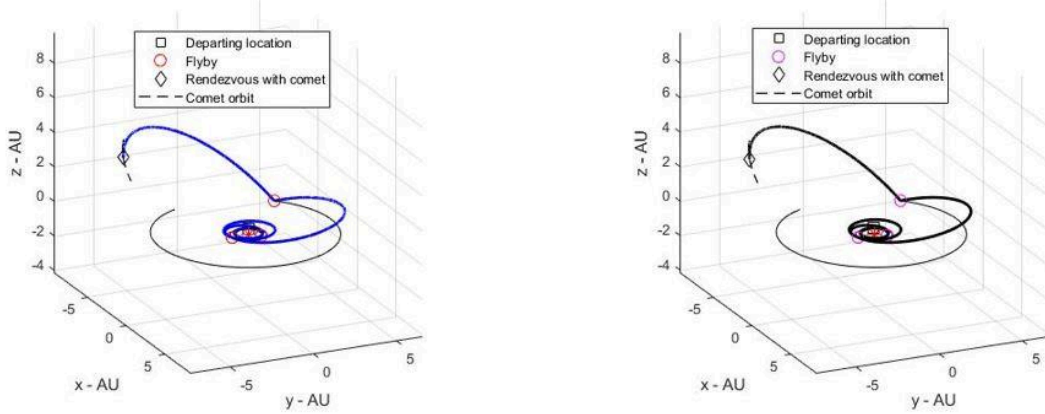 Departing location
Flyby
Rendezvous with comet
Comet orbit
8
6
4
2
0
-2
-4
z - AU
-5
0
5
x - AU
-5
0
5
y - AU
Departing location
Flyby
Rendezvous with comet
Comet orbit
8
6
4
2
0
-2
-4
z - AU
-5
0
5
x - AU
-5
0
5
y - AU